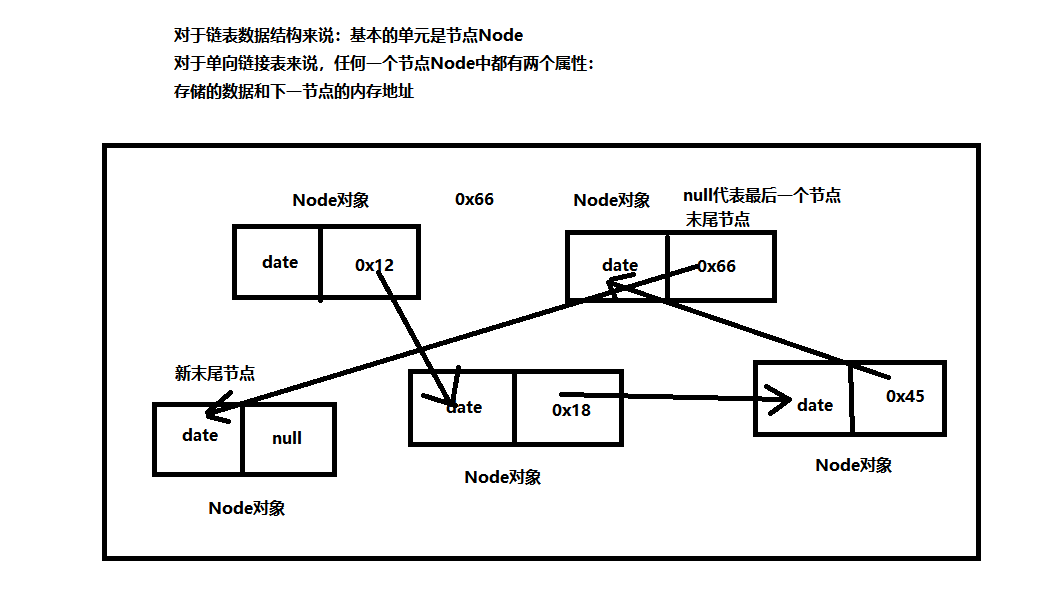 对于链表数据结构来说：基本的单元是节点Node
对于单向链接表来说，任何一个节点Node中都有两个属性：
存储的数据和下一节点的内存地址
Node对象
0x66
Node对象
null代表最后一个节点
末尾节点
date
0x12
date
0x66
新末尾节点
date
null
Node对象
date
0x18
Node对象
date
0x45
Node对象